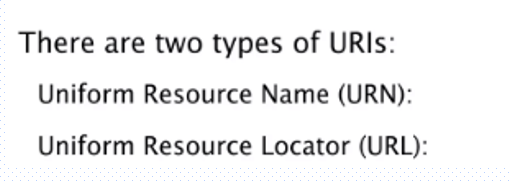 There are two types of URIs:
Uniform Resource Name (URN):
Uniform Resource Locator (URL):